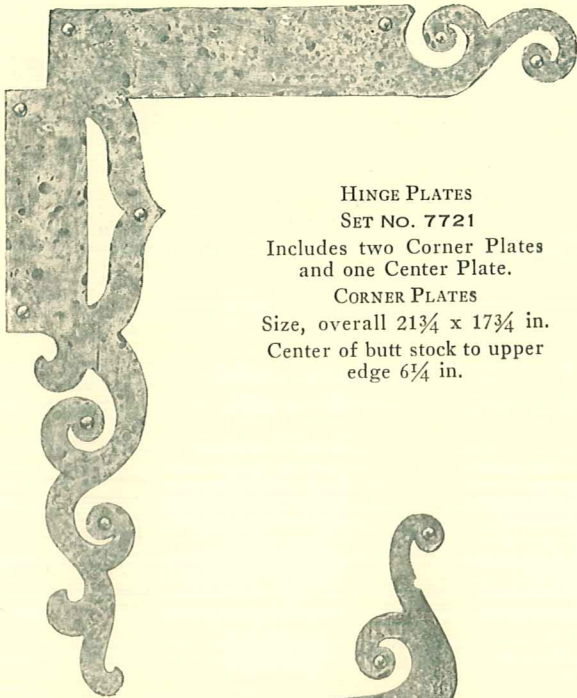 Hinge Plates
Set No. 7721
Includes two Corner Plates
and one Center Plate.
Corner Plates
Size, overall 21¾ x 17¾ in.
Center of butt stock to upper
edge 6¼ in.